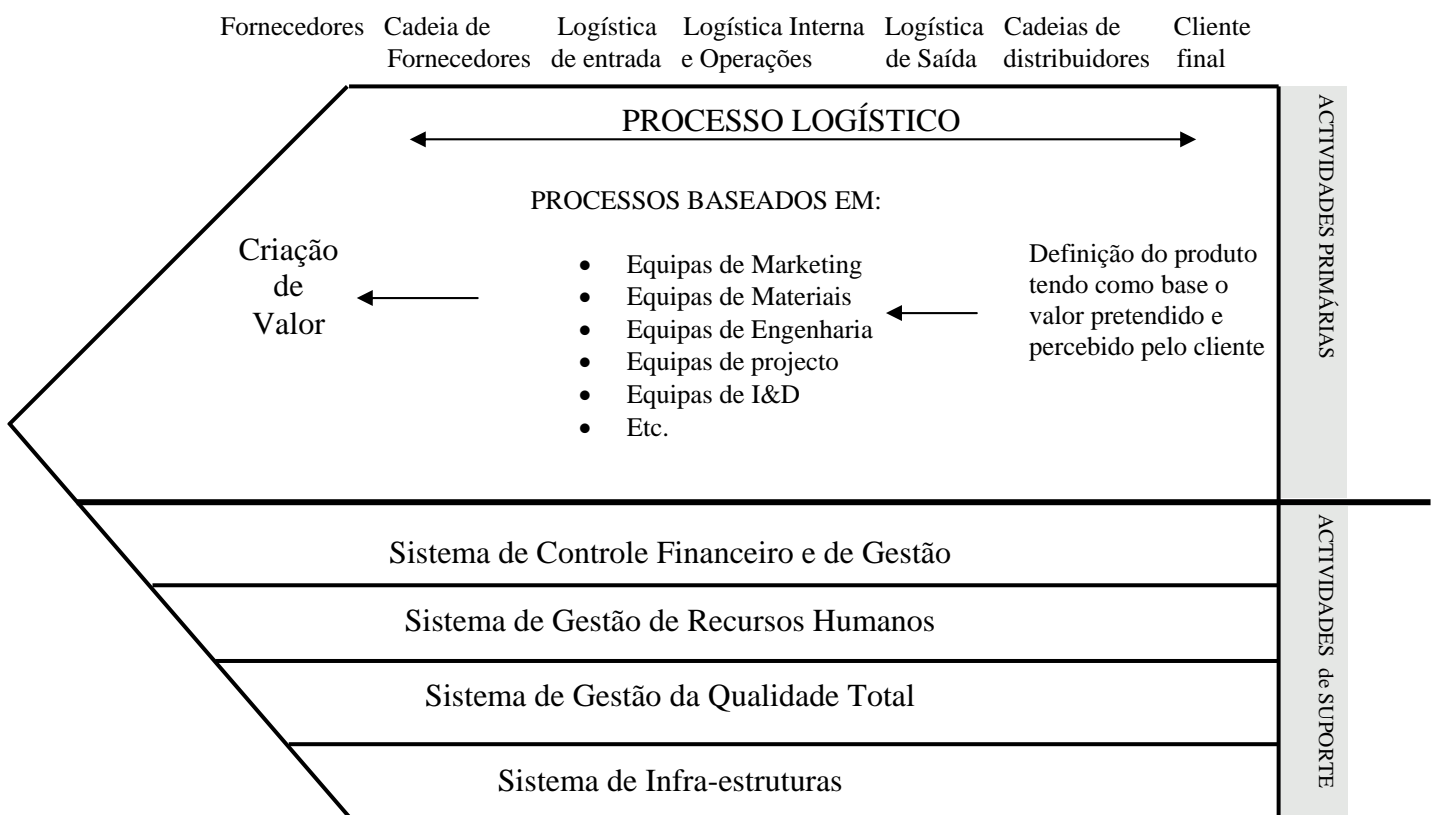 Fornecedores Cadeia de Logística Logística Interna Logística Cadeias de Cliente
Fornecedores de entrada e Operações de Saída distribuidores final
PROCESSO LOGÍSTICO
PROCESSOS BASEADOS EM:
Criação
de
Valor
• Equipas de Marketing
• Equipas de Materiais
• Equipas de Engenharia
• Equipas de projecto
• Equipas de I&D
• Etc.
Definição do produto
tendo como base o
valor pretendido e
percebido pelo cliente
ACTIVIDADES PRIMÁRIAS
Sistema de Controle Financeiro e de Gestão
Sistema de Gestão de Recursos Humanos
Sistema de Gestão da Qualidade Total
Sistema de Infra-estruturas
ACTIVIDADES de SUPORTE